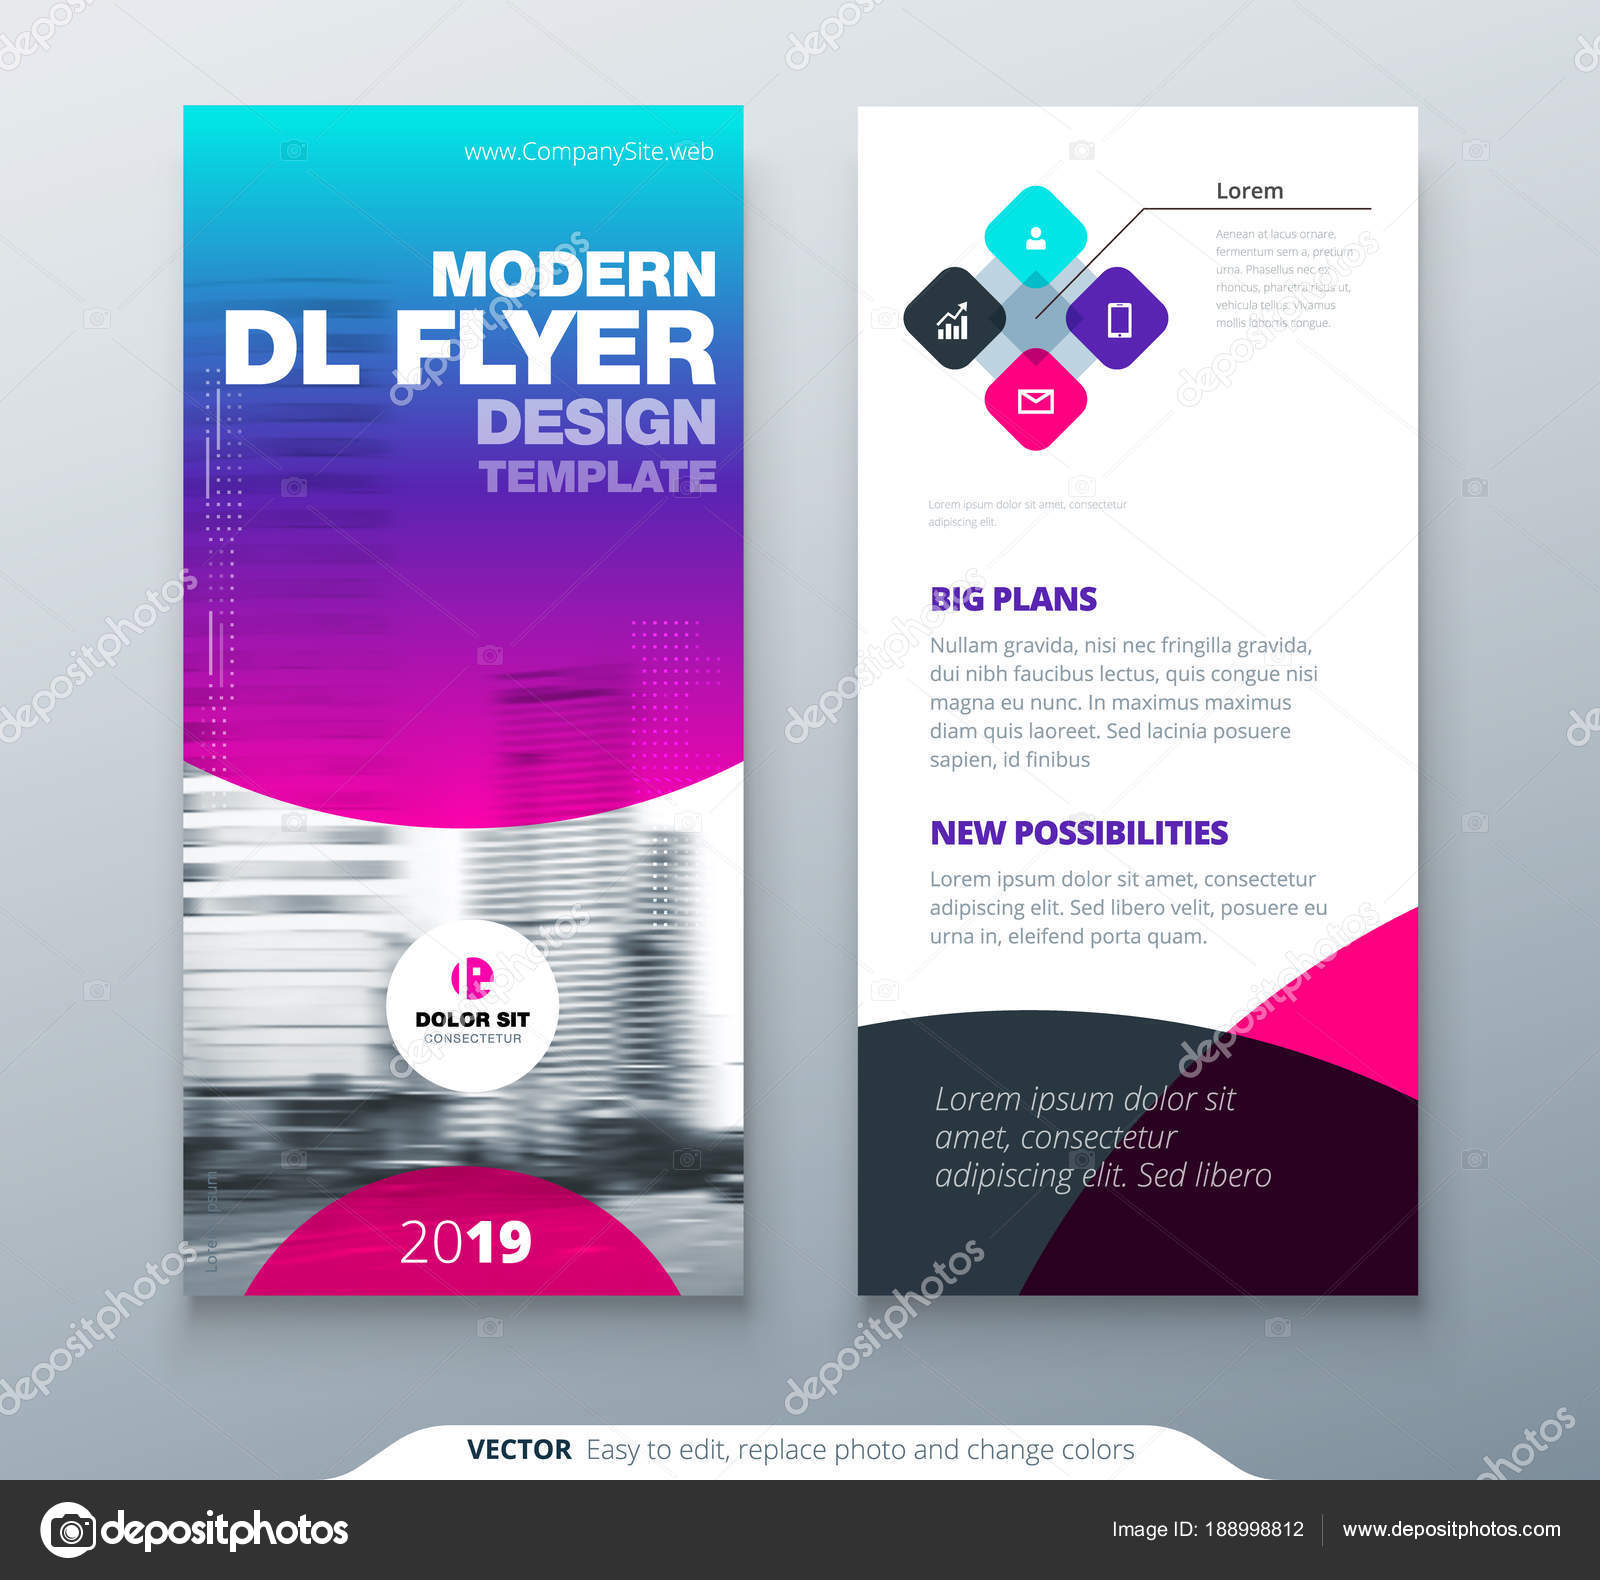 www.CompanySite.web
MODERN
DL FLYER
DESIGN
TEMPLATE
DOLOR SIT
CONSECTETUR
Lorem ipsum
2019
Lorem
Aenean at lacus ornare,
fermentum sem a, pretium
urna. Phasellus nec ex
rhoncus, pharetra risus ut,
vehicula tellus. Vivamus
mollis lobortis congue.
Lorem ipsum dolor sit amet, consectetur
adipiscing elit.
BIG PLANS
Nullam gravida, nisi nec fringilla gravida,
dui nibh faucibus lectus, quis congue nisi
magna eu nunc. In maximus maximus
diam quis laoreet. Sed lacinia posuere
sapien, id finibus
NEW POSSIBILITIES
Lorem ipsum dolor sit amet, consectetur
adipiscing elit. Sed libero velit, posuere eu
urna in, eleifend porta quam.
Lorem ipsum dolor sit
amet, consectetur
adipiscing elit. Sed libero
VECTOR Easy to edit, replace photo and change colors
depositphotos
Image ID: 188998812 www.depositphotos.com